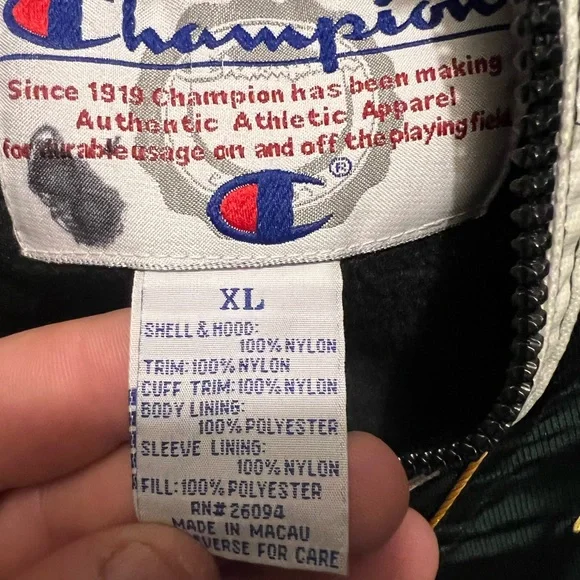 Champion
Since 1919 Champion has been making
Authentic Athletic Apparel
for durable usage on and off the playing field.
®
XL
SHELL & HOOD:
100% NYLON
TRIM: 100% NYLON
CUFF TRIM: 100% NYLON
BODY LINING:
100% POLYESTER
SLEEVE LINING:
100% NYLON
FILL: 100% POLYESTER
RN# 26094
MADE IN MACAU
FOR CARE